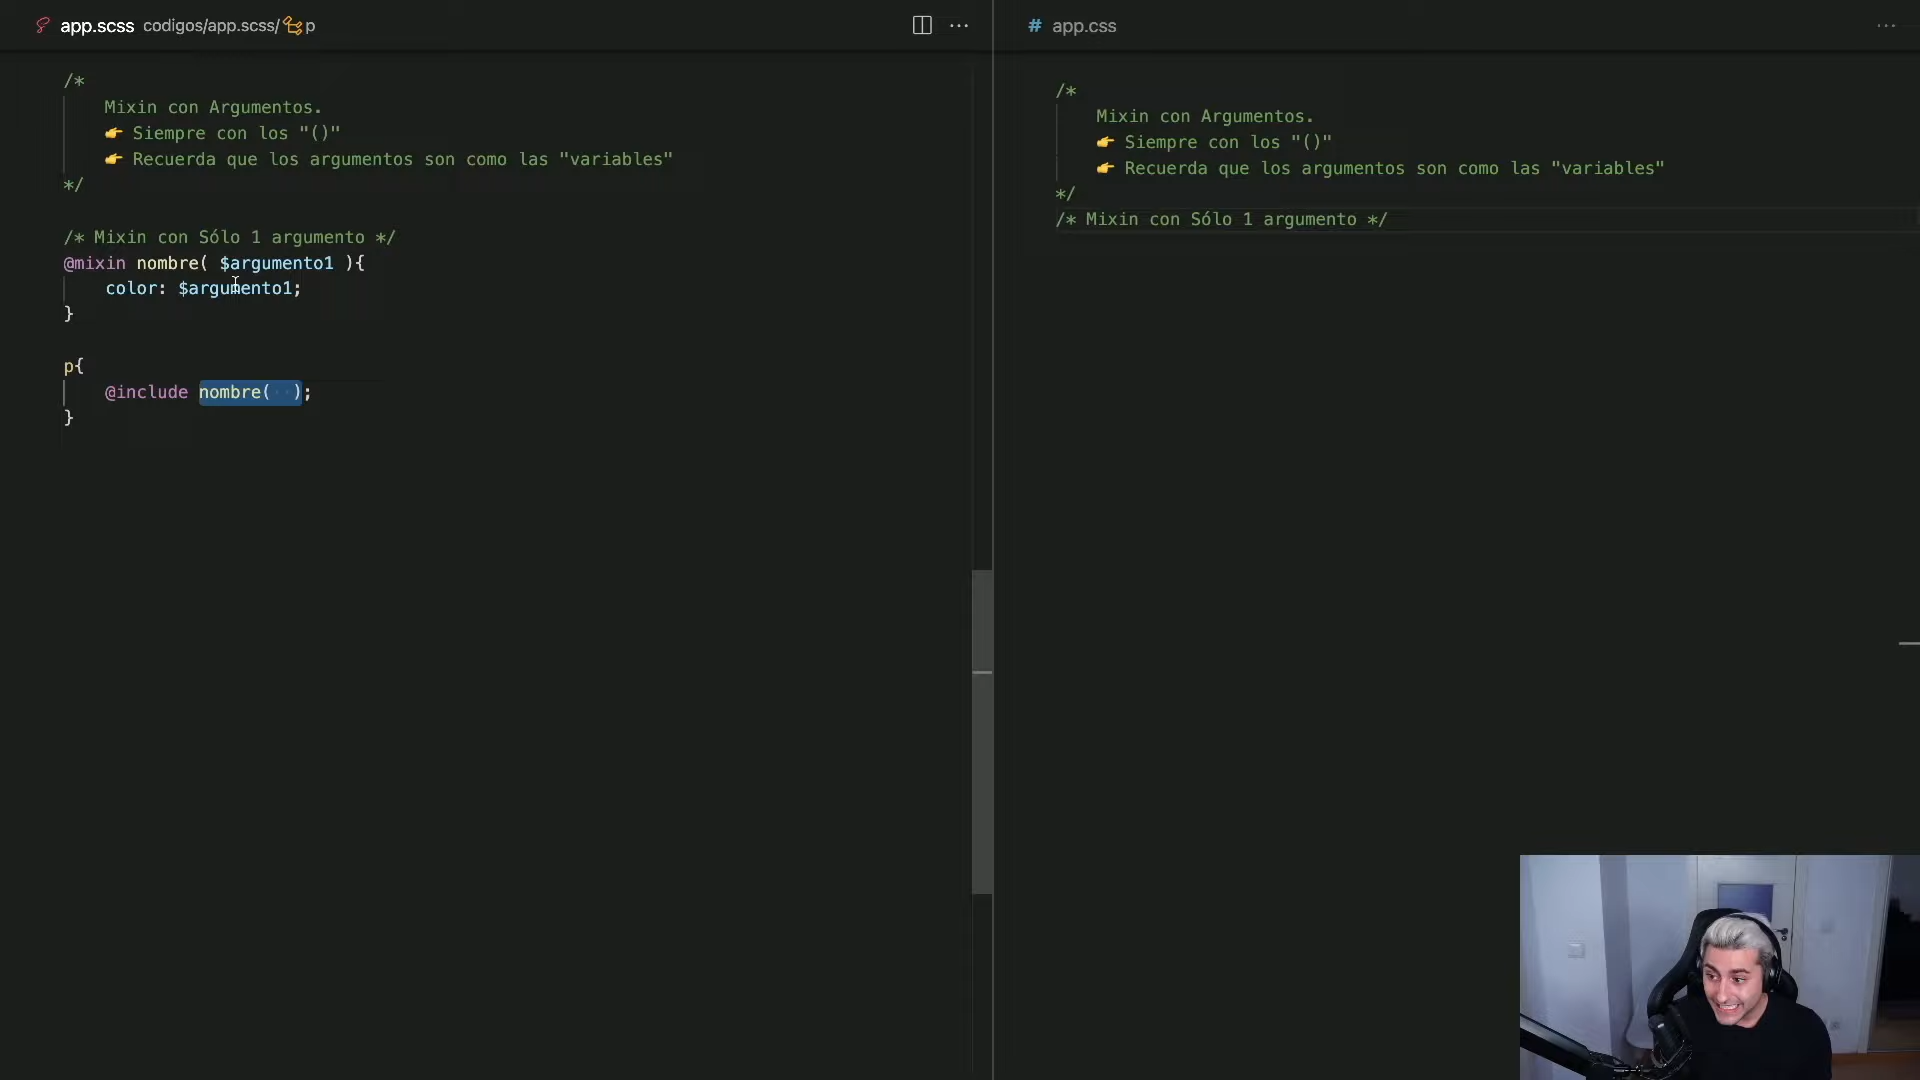 app.scss codigos/app.scss/ p
/*
Mixin con Argumentos.
👉 Siempre con los "()"
👉 Recuerda que los argumentos son como las "variables"
*/
/* Mixin con Sólo 1 argumento */
@mixin nombre( $argumento1 ){
color: $argumento1;
}
p{
@include nombre(  );
}
# app.css
/*
Mixin con Argumentos.
👉 Siempre con los "()"
👉 Recuerda que los argumentos son como las "variables"
*/
/* Mixin con Sólo 1 argumento */